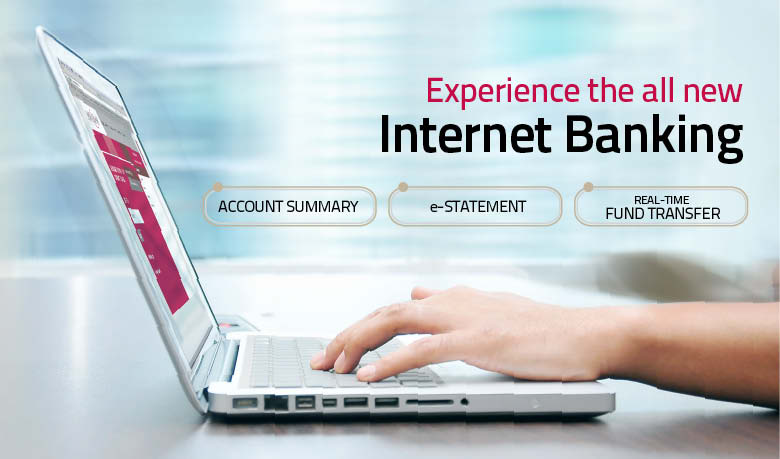 Experience the all new
Internet Banking
ACCOUNT SUMMARY
e-STATEMENT
REAL-TIME
FUND TRANSFER